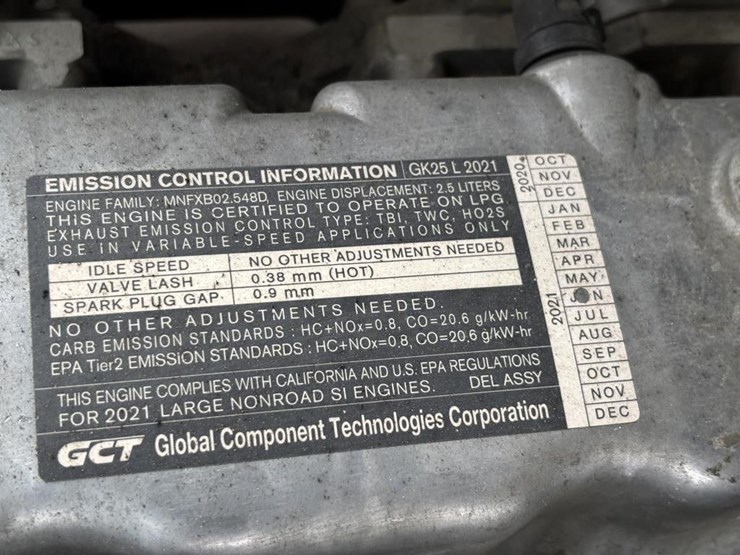 EMISSION CONTROL INFORMATION GK25 L 2021
ENGINE FAMILY: MNFXB02.548D, ENGINE DISPLACEMENT: 2.5 LITERS
THIS ENGINE IS CERTIFIED TO OPERATE ON LPG
EXHAUST EMISSION CONTROL TYPE: TBI, TWC, HO2S
USE IN VARIABLE-SPEED APPLICATIONS ONLY
IDLE SPEED NO OTHER ADJUSTMENTS NEEDED
VALVE LASH 0.38 mm (HOT)
SPARK PLUG GAP 0.9 mm
NO OTHER ADJUSTMENTS NEEDED.
CARB EMISSION STANDARDS : HC+NOx=0.8, CO=20.6 g/kW-hr
EPA Tier2 EMISSION STANDARDS : HC+NOx=0.8, CO=20.6 g/kW-hr
THIS ENGINE COMPLIES WITH CALIFORNIA AND U.S. EPA REGULATIONS
FOR 2021 LARGE NONROAD SI ENGINES. DEL ASSY
GCT Global Component Technologies Corporation
2020
OCT
NOV
DEC
2021
JAN
FEB
MAR
APR
MAY
JUN
JUL
AUG
SEP
OCT
NOV
DEC